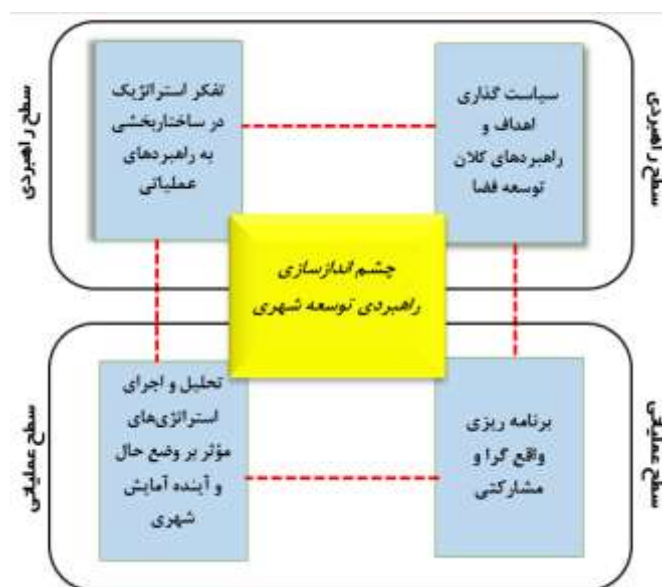 سطح راهبردی
سیاست گذاری
اهداف و
راهبردهای کلان
توسعه فضا
تفکر استراتژیک
در ساختاربخشی
به راهبردهای
عملیاتی
سطح راهبردی
چشم اندازسازی
راهبردی توسعه شهری
سطح عملیاتی
برنامه ریزی
واقع گرا و
مشارکتی
تحلیل و اجرای
استراتژی‌های
مؤثر بر وضع حال
و آینده آمایش
شهری
سطح عملیاتی